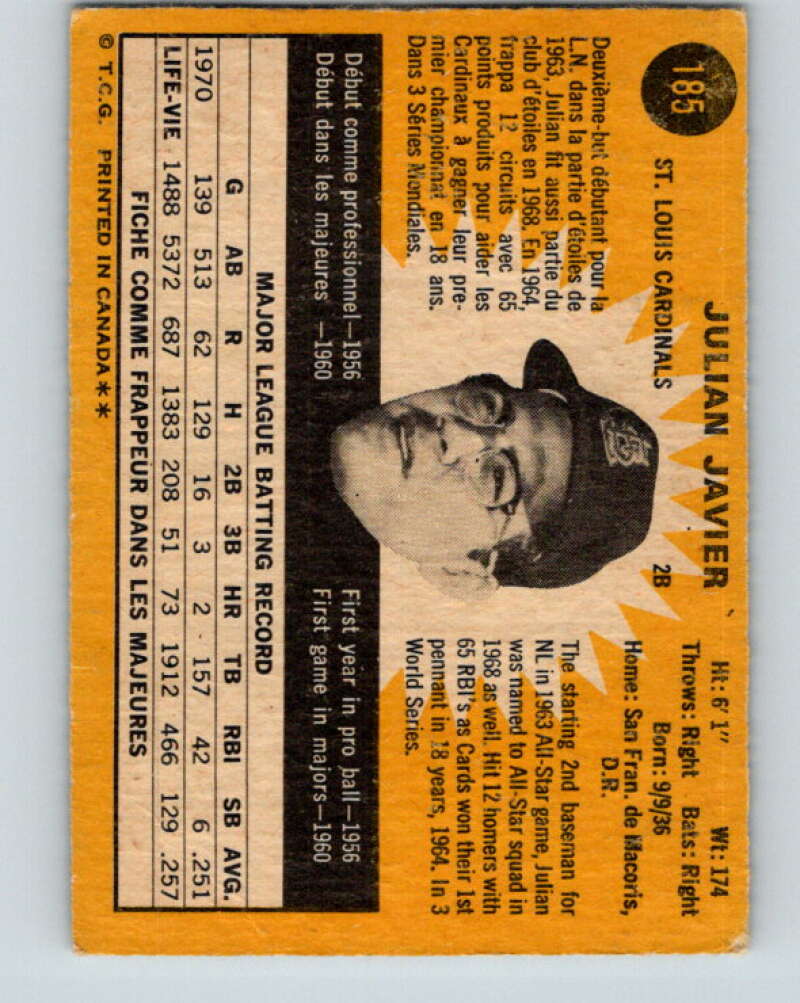 185
JULIAN JAVIER
ST. LOUIS CARDINALS 2B
Ht: 6' 1" Wt: 174
Throws: Right Bats: Right
Born: 9/9/36
Home: San Fran. de Macoris,
D.R.
Deuxième-but débutant pour la
L.N. dans la partie d'étoiles de
1963, Julian fit aussi partie du
club d'étoiles en 1968. En 1964,
frappa 12 circuits avec 65
points produits pour aider les
Cardinaux à gagner leur pre-
mier championnat en 18 ans.
Dans 3 Séries Mondiales.
The starting 2nd baseman for
NL in 1963 All-Star game, Julian
was named to All-Star squad in
1968 as well. Hit 12 homers with
65 RBI's as Cards won their 1st
pennant in 18 years, 1964. In 3
World Series.
Début comme professionnel—1956
Début dans les majeures —1960
First year in pro ball—1956
First game in majors—1960
MAJOR LEAGUE BATTING RECORD
G AB R H 2B 3B HR TB RBI SB AVG.
1970 139 513 62 129 16 3 2 157 42 6 .251
LIFE-VIE 1488 5372 687 1383 208 51 73 1912 466 129 .257
FICHE COMME FRAPPEUR DANS LES MAJEURES
© T.C.G. PRINTED IN CANADA**